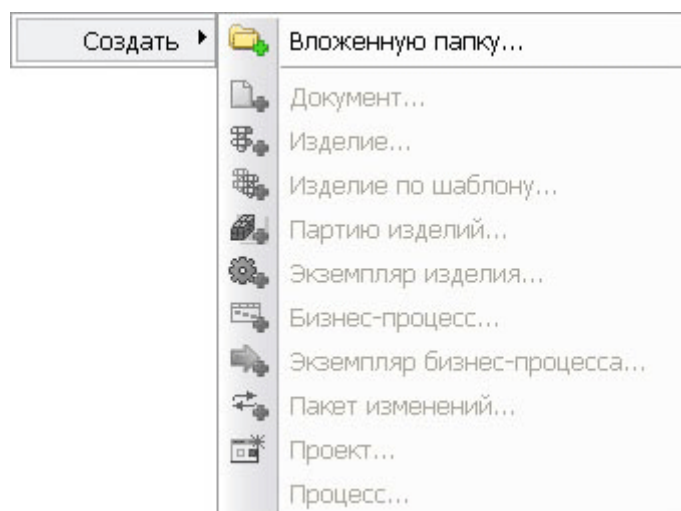 Создать
Вложенную папку...
Документ...
Изделие...
Изделие по шаблону...
Партию изделий...
Экземпляр изделия...
Бизнес-процесс...
Экземпляр бизнес-процесса...
Пакет изменений...
Проект...
Процесс...